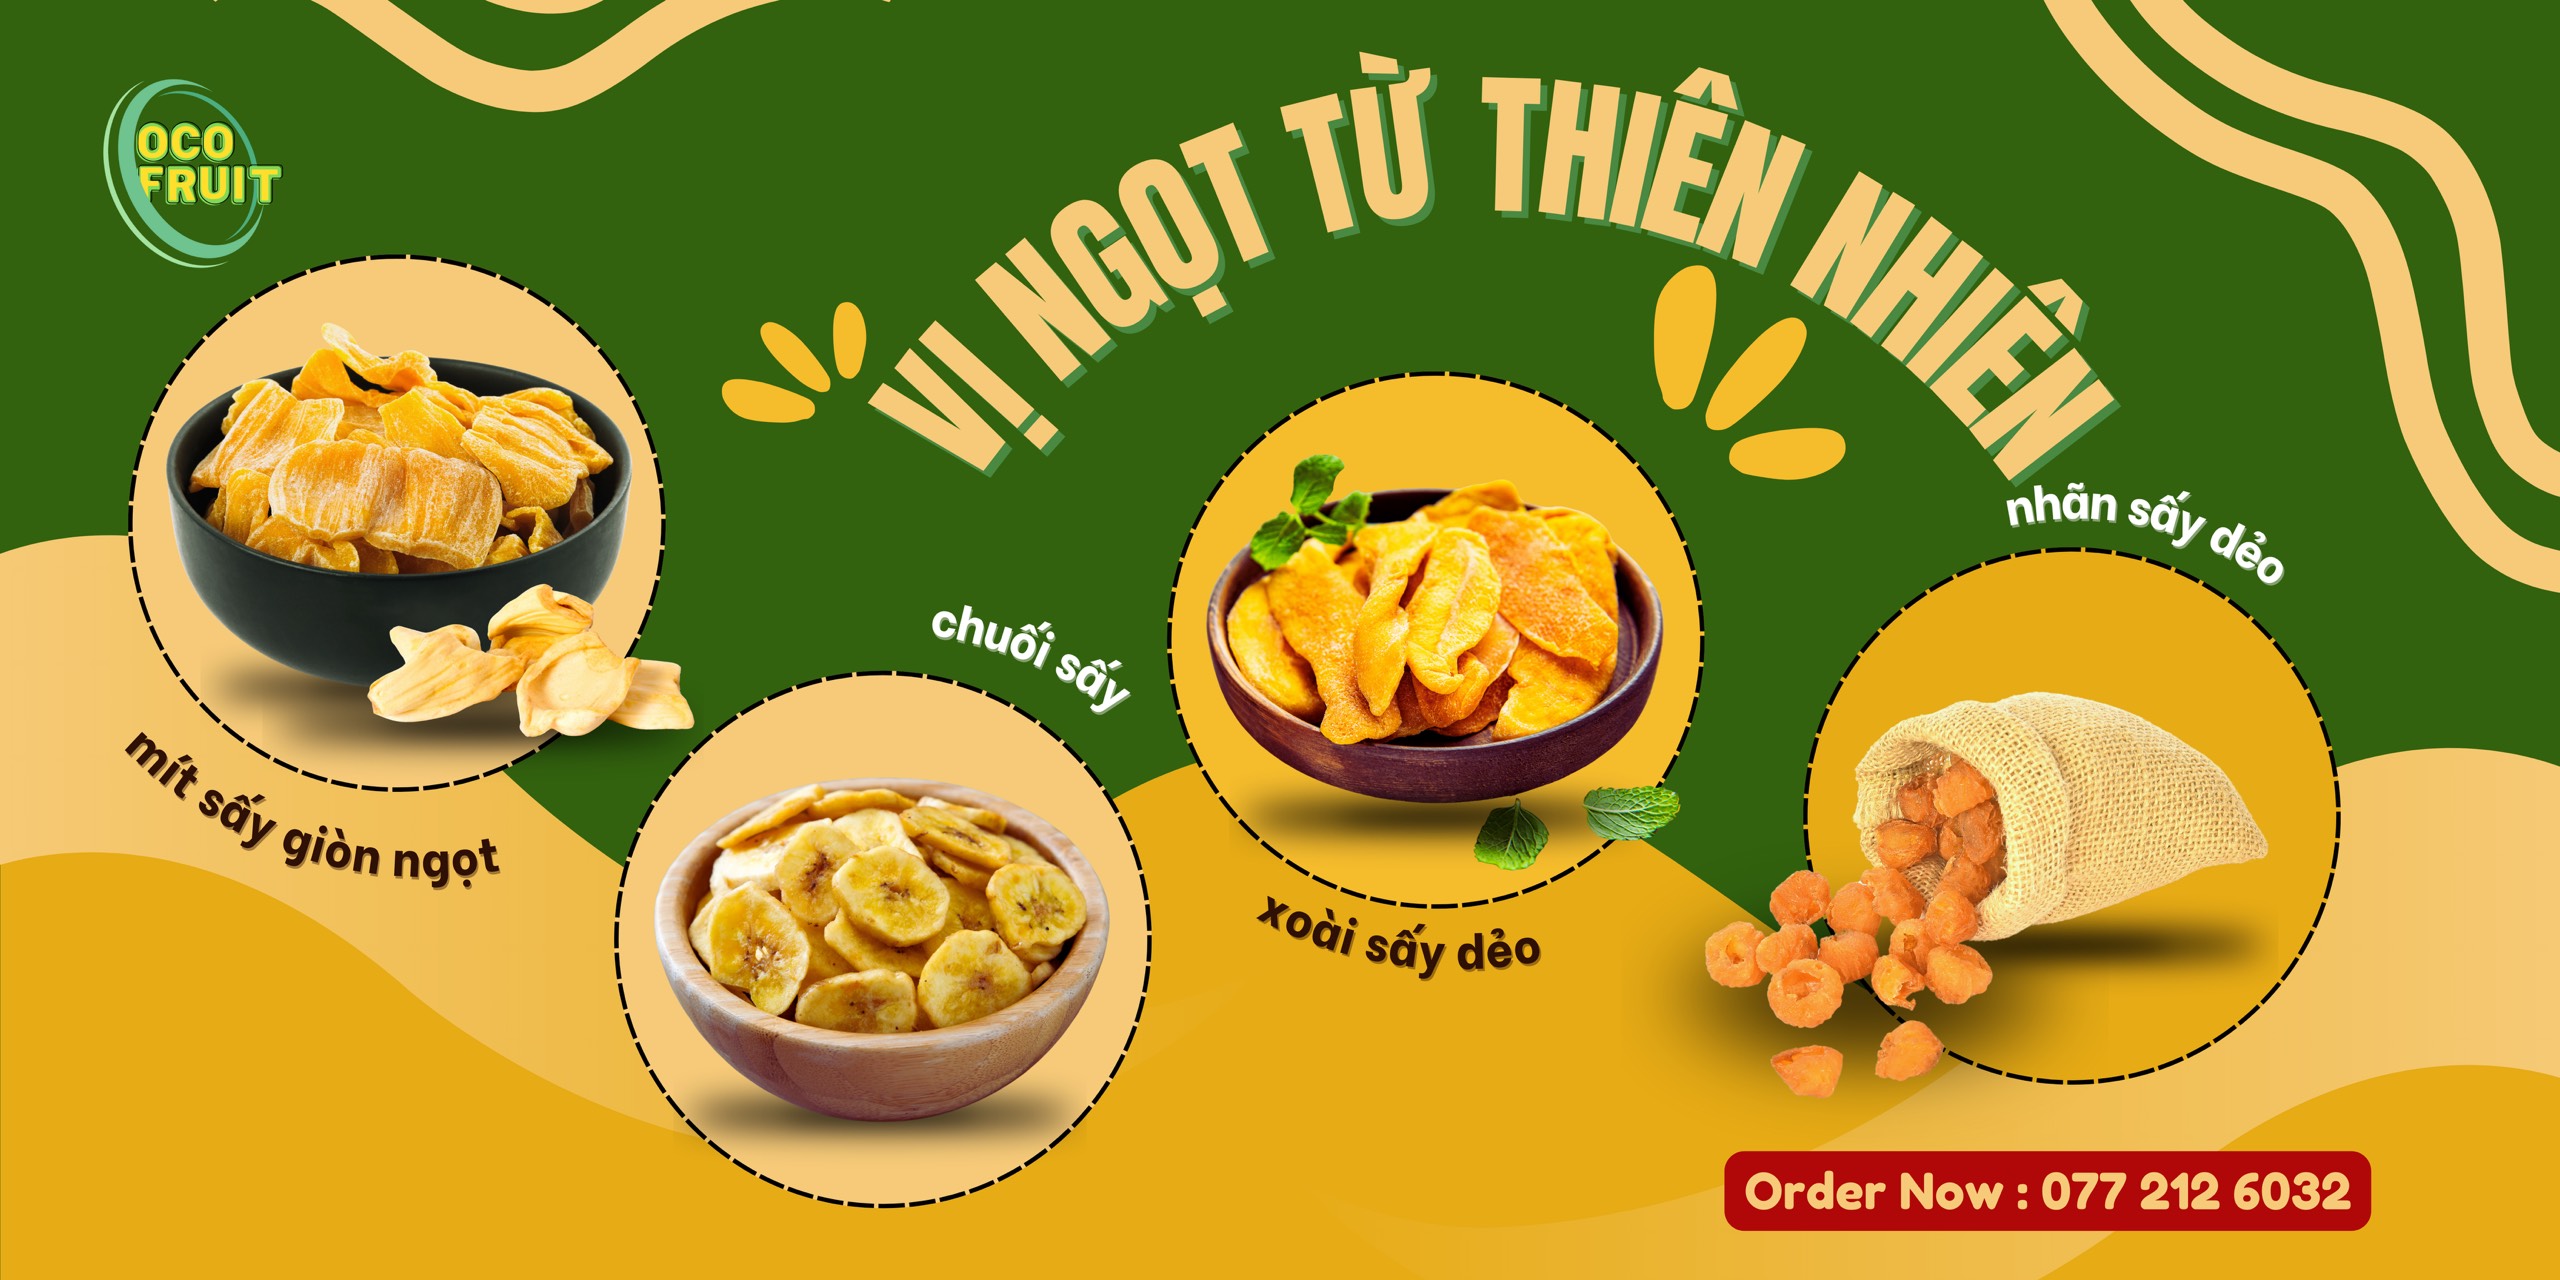 OCO
FRUIT
VỊ NGỌT TỪ THIÊN NHIÊN
nhãn sấy dẻo
chuối sấy
mít sấy giòn ngọt
xoài sấy dẻo
Order Now : 077 212 6032